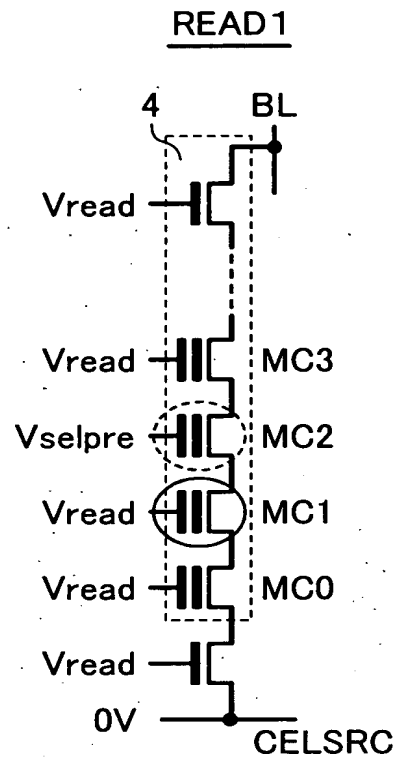 READ1
4 BL
Vread
Vread MC3
Vselpre MC2
Vread MC1
Vread MC0
Vread
0V
CELSRC